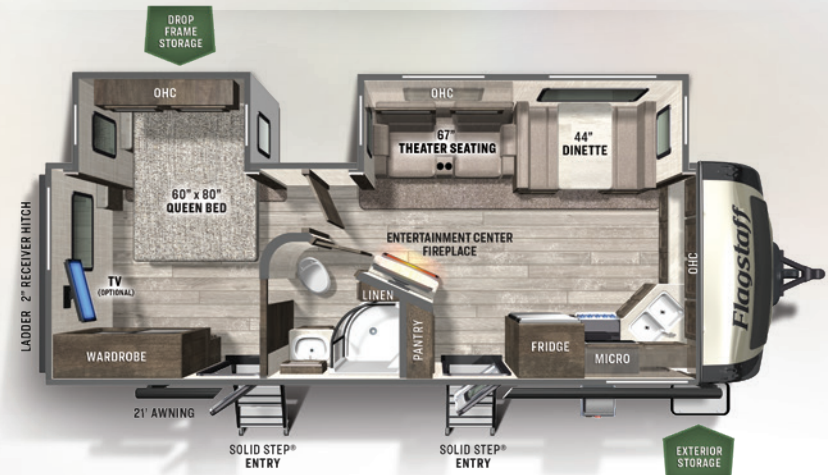 DROP
FRAME
STORAGE
OHC
OHC
67"
THEATER SEATING
44"
DINETTE
60" x 80"
QUEEN BED
LADDER 2" RECEIVER HITCH
TV
(OPTIONAL)
ENTERTAINMENT CENTER
FIREPLACE
OHC
Flagstaff
LINEN
PANTRY
WARDROBE
FRIDGE
MICRO
21' AWNING
SOLID STEP®
ENTRY
SOLID STEP®
ENTRY
EXTERIOR
STORAGE